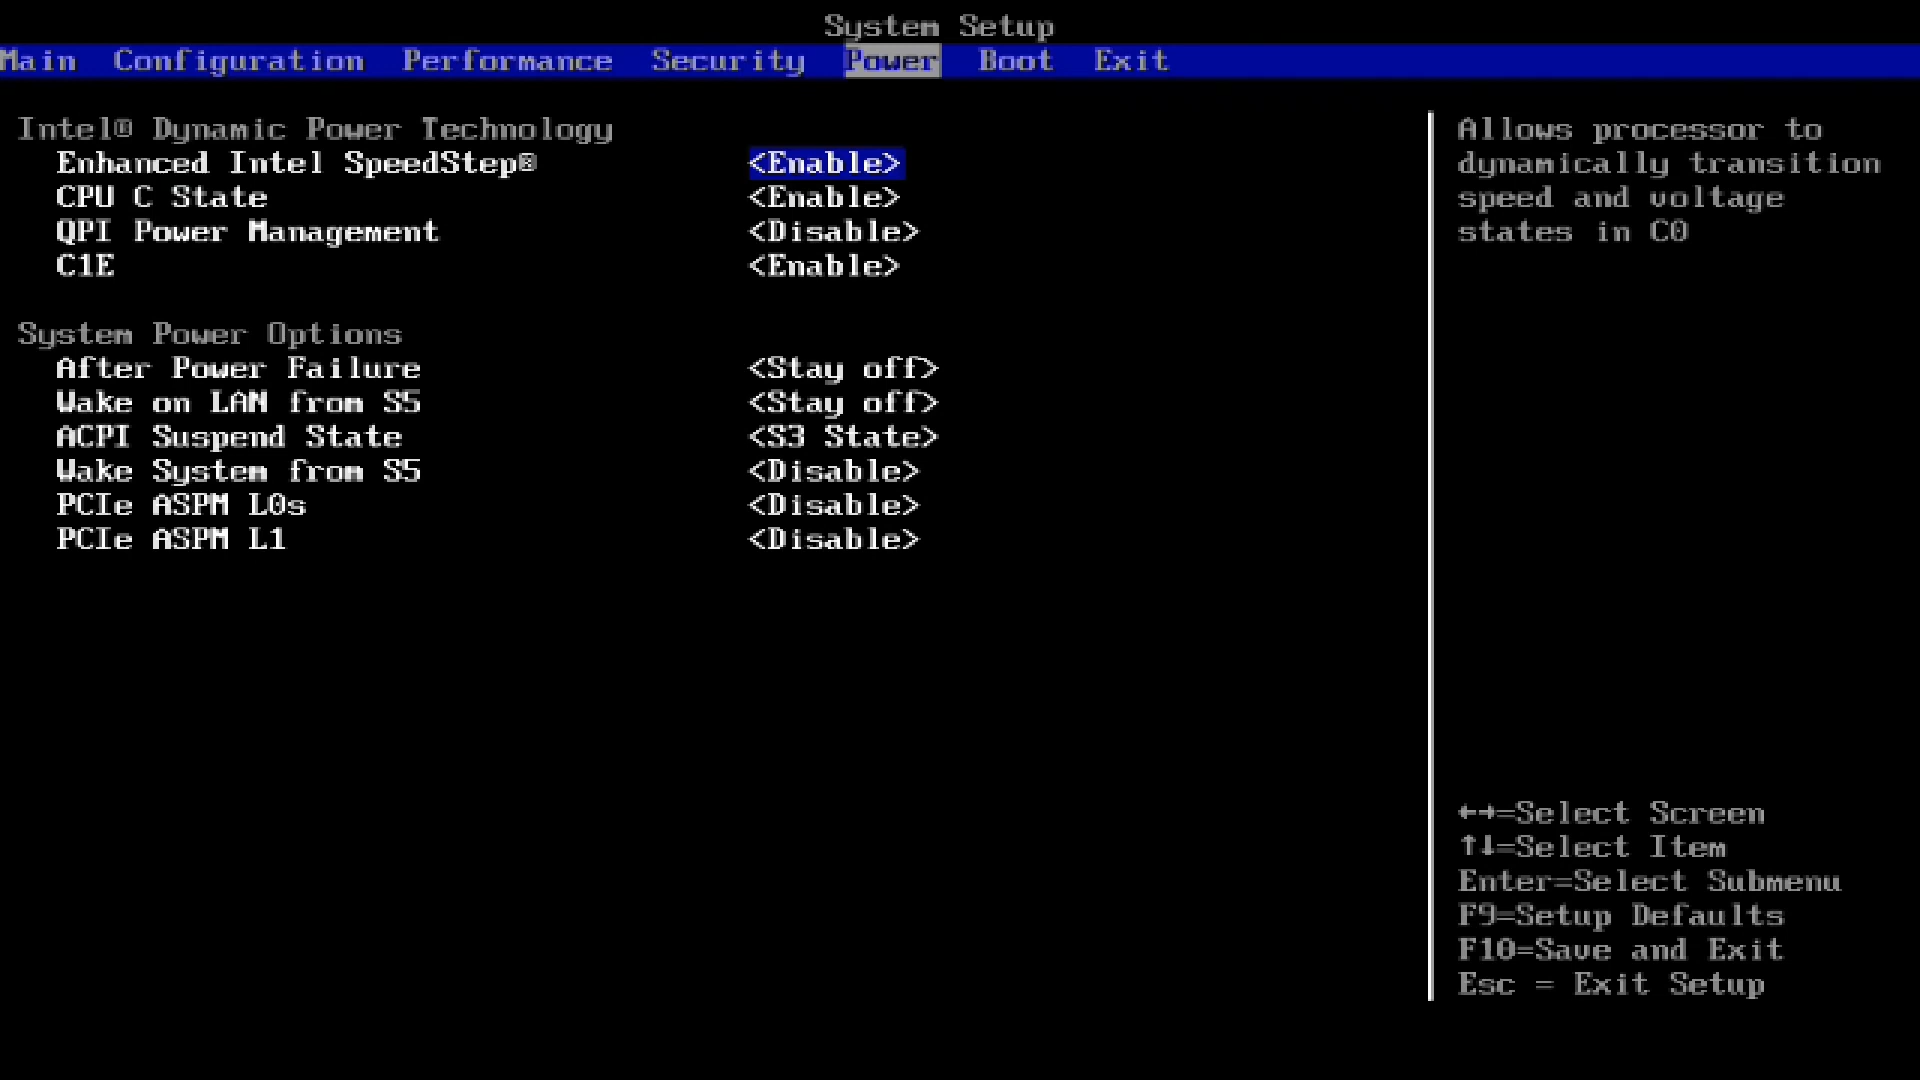 System Setup
Main Configuration Performance Security Power Boot Exit
Intel® Dynamic Power Technology
Enhanced Intel SpeedStep® <Enable>
CPU C State <Enable>
QPI Power Management <Disable>
C1E <Enable>
System Power Options
After Power Failure <Stay off>
Wake on LAN from S5 <Stay off>
ACPI Suspend State <S3 State>
Wake System from S5 <Disable>
PCIe ASPM L0s <Disable>
PCIe ASPM L1 <Disable>
Allows processor to
dynamically transition
speed and voltage
states in C0
←→=Select Screen
↑↓=Select Item
Enter=Select Submenu
F9=Setup Defaults
F10=Save and Exit
Esc = Exit Setup